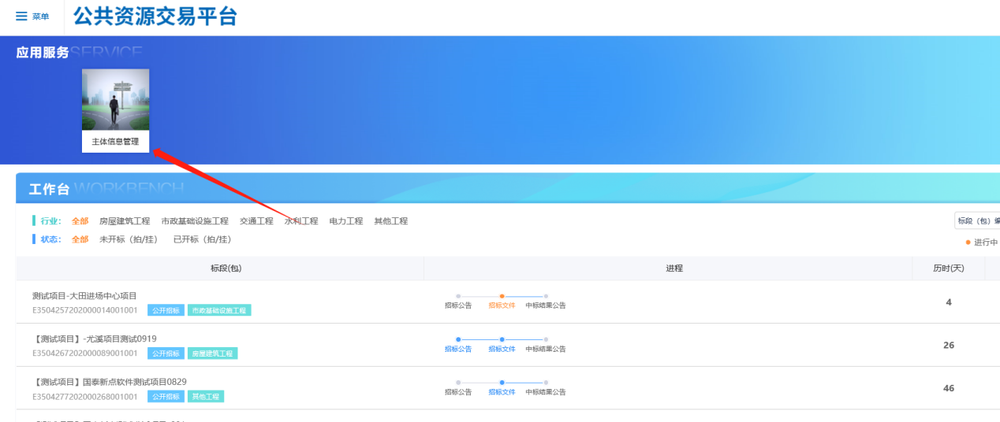 菜单 公共资源交易平台
应用服务 SERVICE
主体信息管理
工作台 WORKBENCH
行业： 全部 房屋建筑工程 市政基础设施工程 交通工程 水利工程 电力工程 其他工程
标段（包）编
状态： 全部 未开标（拍/挂） 已开标（拍/挂）
进行中
标段(包) 进程 历时(天)
测试项目-大田进场中心项目
E3504257202000014001001 公开招标 市政基础设施工程
招标公告 招标文件 中标结果公告
4
【测试项目】-尤溪项目测试0919
E3504267202000089001001 公开招标 房屋建筑工程
招标公告 招标文件 中标结果公告
26
【测试项目】国泰新点软件测试项目0829
E3504277202000268001001 公开招标 其他工程
招标公告 招标文件 中标结果公告
46